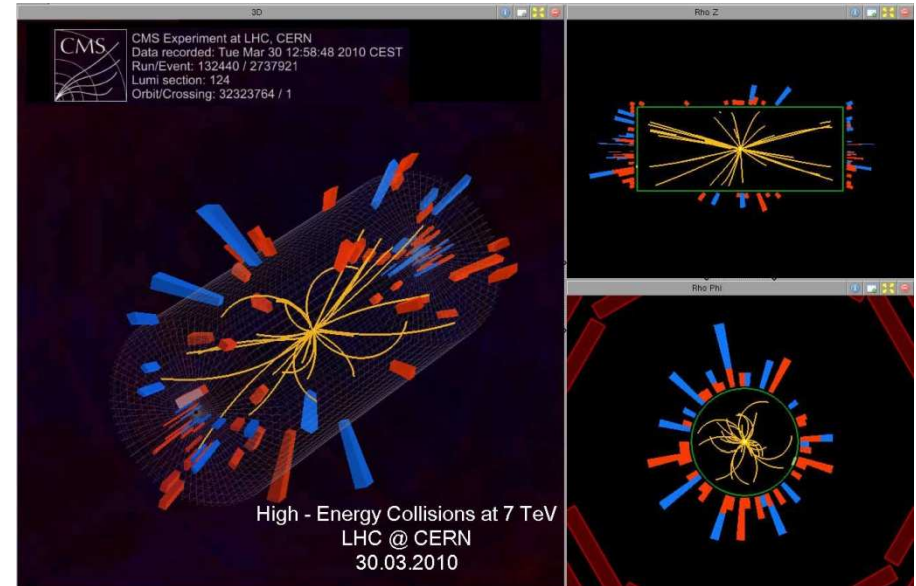 3D
CMS
CMS Experiment at LHC, CERN
Data recorded: Tue Mar 30 12:58:48 2010 CEST
Run/Event: 132440 / 2737921
Lumi section: 124
Orbit/Crossing: 32323764 / 1
High - Energy Collisions at 7 TeV
LHC @ CERN
30.03.2010
Rho Z
Rho Phi